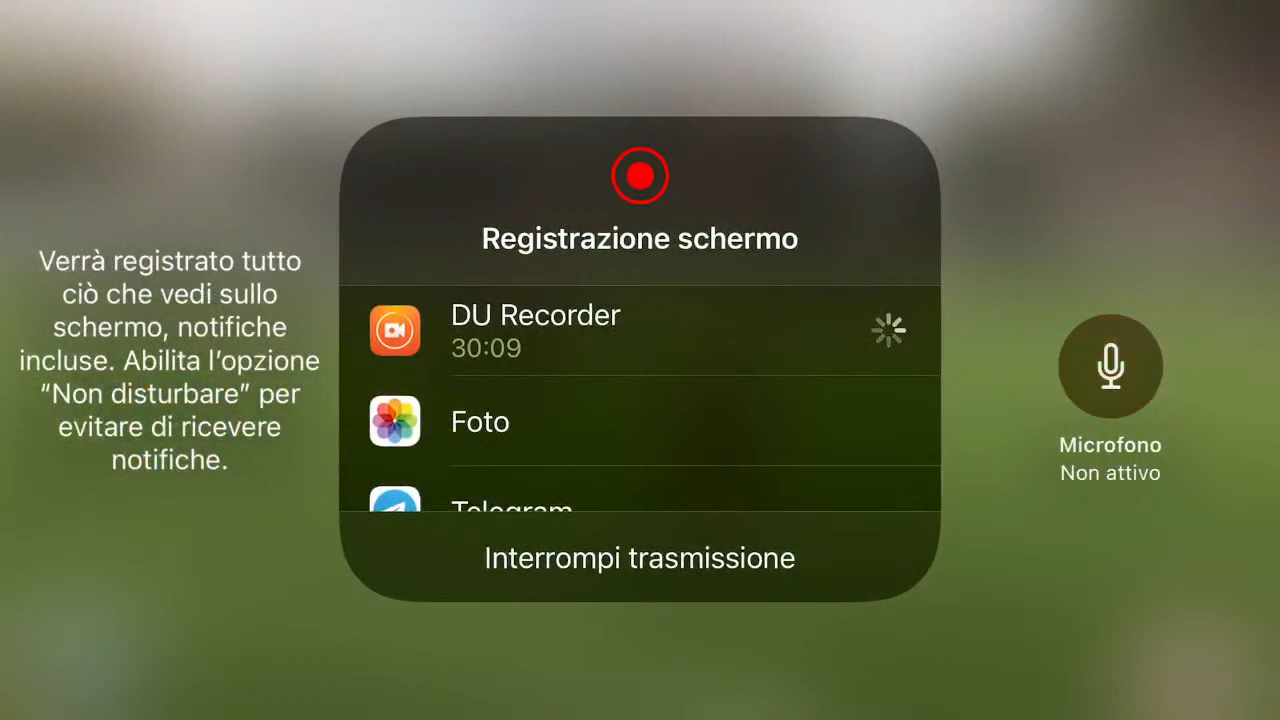 Registrazione schermo
Verrà registrato tutto
ciò che vedi sullo
schermo, notifiche
incluse. Abilita l'opzione
“Non disturbare” per
evitare di ricevere
notifiche.
DU Recorder
30:09
Foto
Telegram
Interrompi trasmissione
Microfono
Non attivo